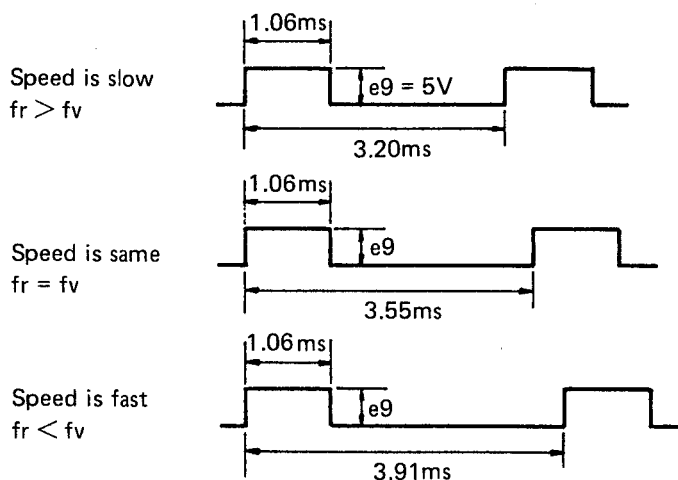 1.06ms
Speed is slow
fr > fv
e9 = 5V
3.20ms
1.06ms
Speed is same
fr = fv
e9
3.55ms
1.06ms
Speed is fast
fr < fv
e9
3.91ms